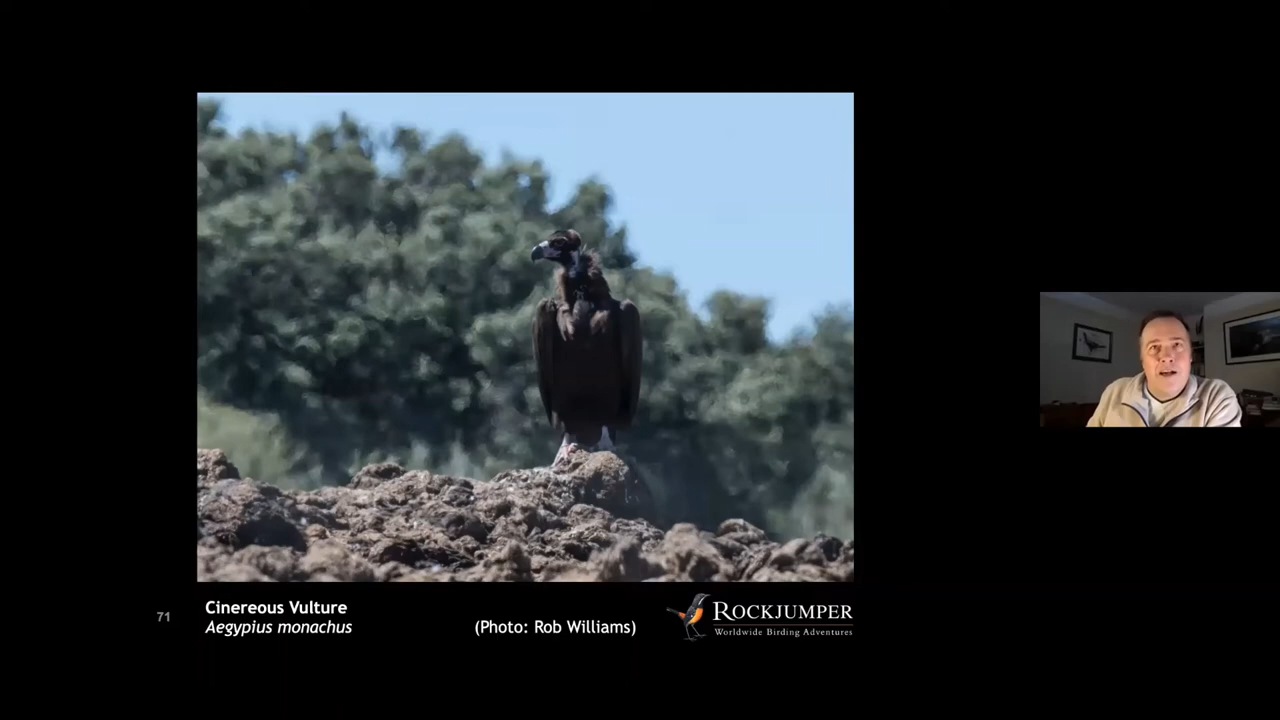 71
Cinereous Vulture
Aegypius monachus
(Photo: Rob Williams)
ROCKJUMPER
Worldwide Birding Adventures